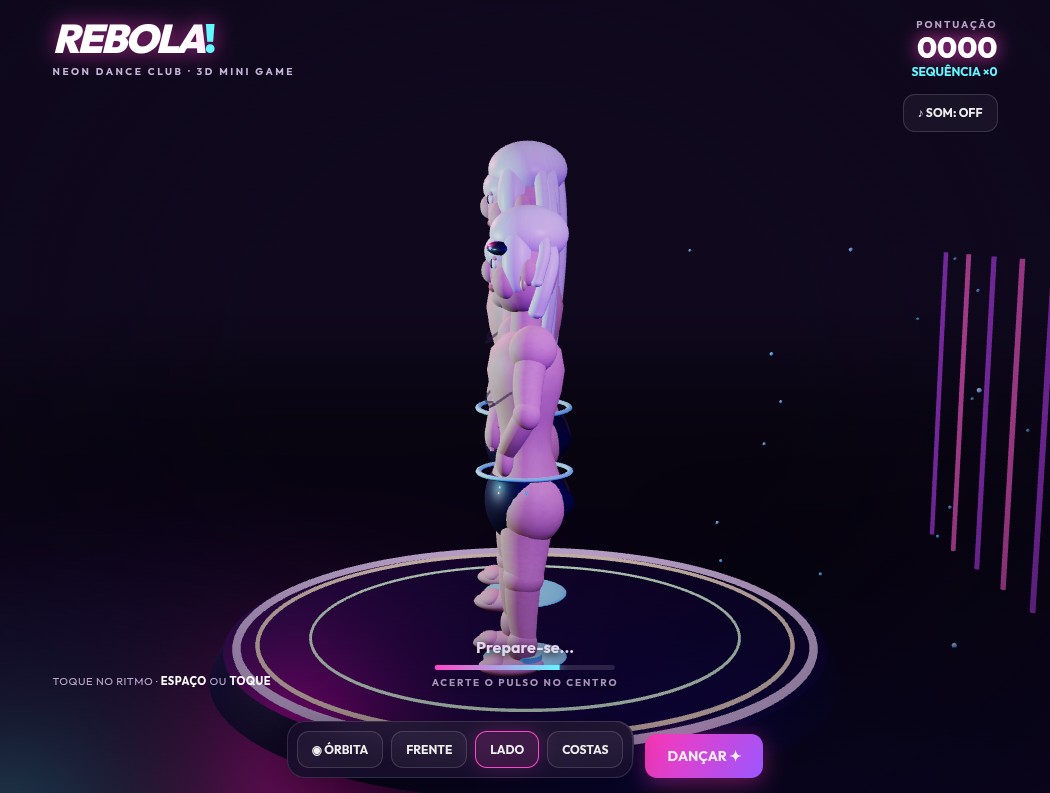 REBOLA!
NEON DANCE CLUB · 3D MINI GAME
PONTUAÇÃO
0000
SEQUÊNCIA ×0
♪ SOM: OFF
Prepare-se...
ACERTE O PULSO NO CENTRO
TOQUE NO RITMO · ESPAÇO OU TOQUE
◉ ÓRBITA FRENTE LADO COSTAS
DANÇAR ✦